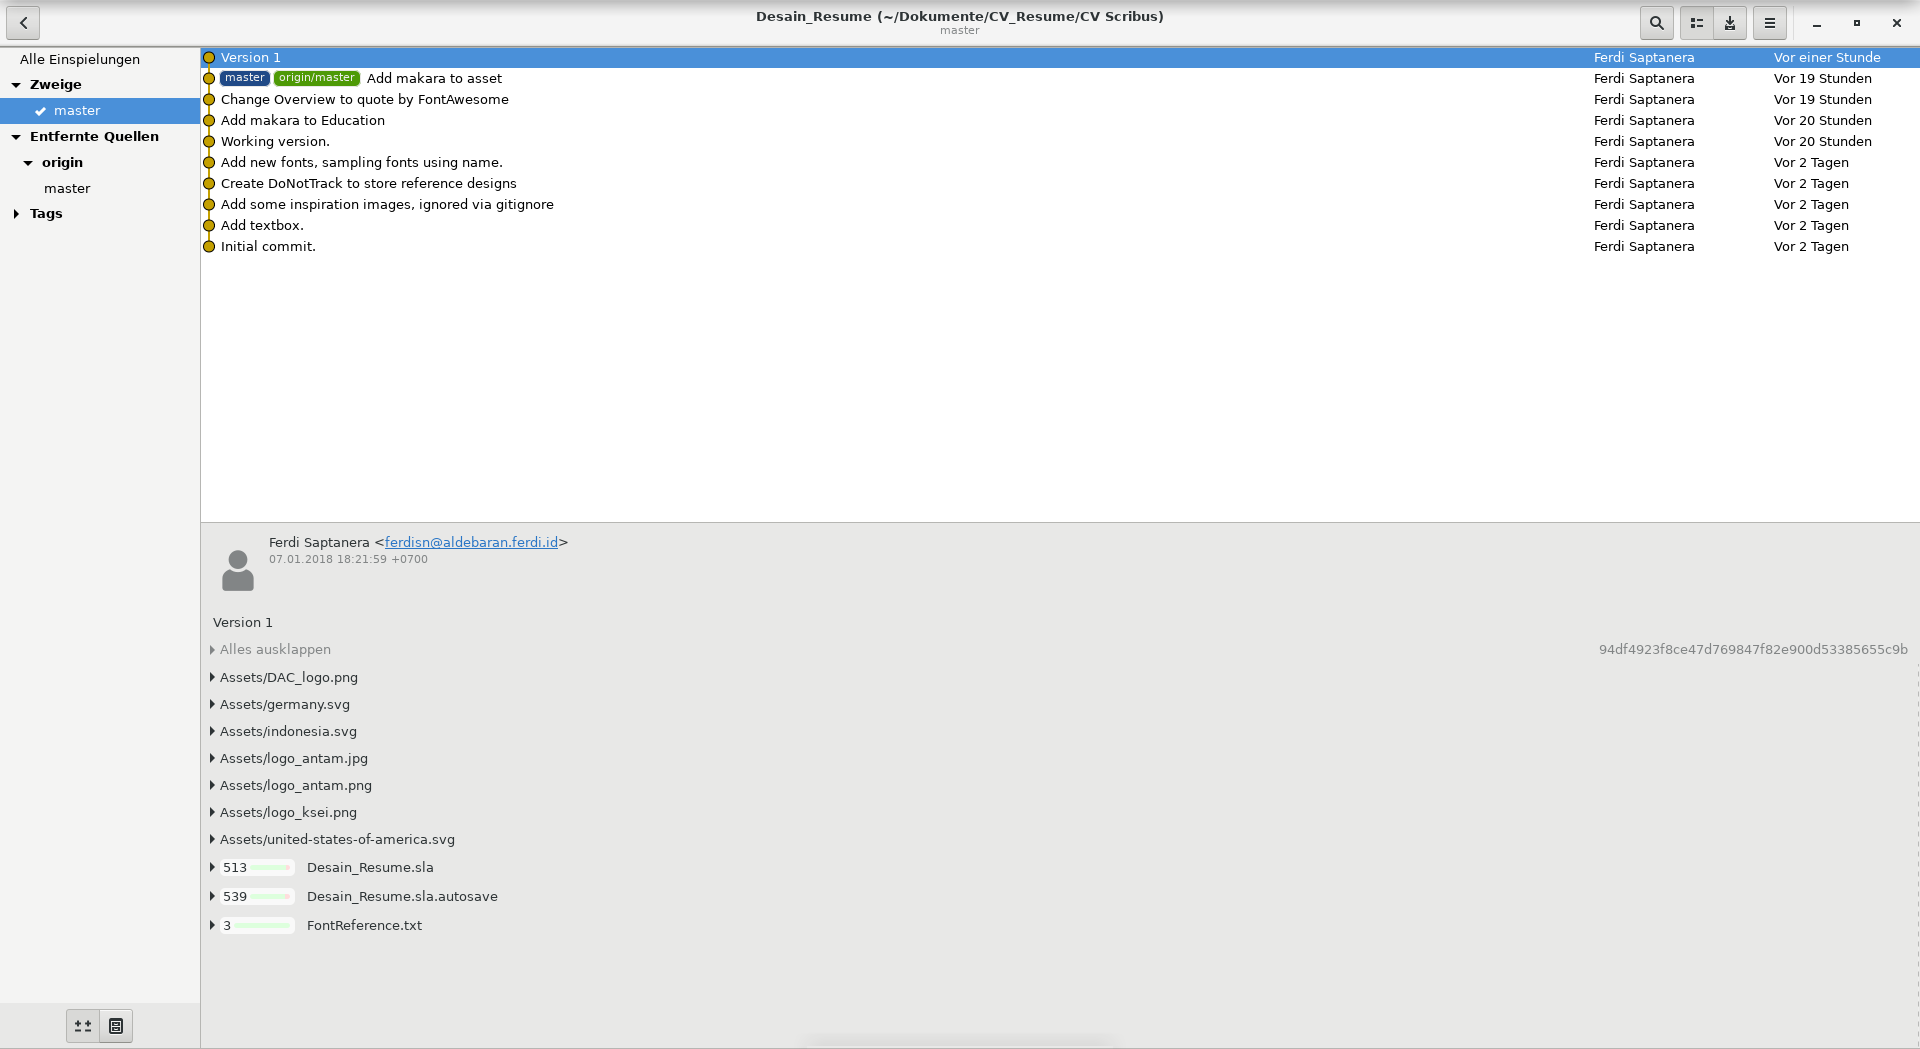 Desain_Resume (~/Dokumente/CV_Resume/CV Scribus)
master
Alle Einspielungen
Zweige
master
Entfernte Quellen
origin
master
Tags
Version 1 Ferdi Saptanera Vor einer Stunde
master origin/master Add makara to asset Ferdi Saptanera Vor 19 Stunden
Change Overview to quote by FontAwesome Ferdi Saptanera Vor 19 Stunden
Add makara to Education Ferdi Saptanera Vor 20 Stunden
Working version. Ferdi Saptanera Vor 20 Stunden
Add new fonts, sampling fonts using name. Ferdi Saptanera Vor 2 Tagen
Create DoNotTrack to store reference designs Ferdi Saptanera Vor 2 Tagen
Add some inspiration images, ignored via gitignore Ferdi Saptanera Vor 2 Tagen
Add textbox. Ferdi Saptanera Vor 2 Tagen
Initial commit. Ferdi Saptanera Vor 2 Tagen
Ferdi Saptanera <ferdisn@aldebaran.ferdi.id>
07.01.2018 18:21:59 +0700
Version 1
Alles ausklappen 94df4923f8ce47d769847f82e900d53385655c9b
Assets/DAC_logo.png
Assets/germany.svg
Assets/indonesia.svg
Assets/logo_antam.jpg
Assets/logo_antam.png
Assets/logo_ksei.png
Assets/united-states-of-america.svg
513 Desain_Resume.sla
539 Desain_Resume.sla.autosave
3 FontReference.txt